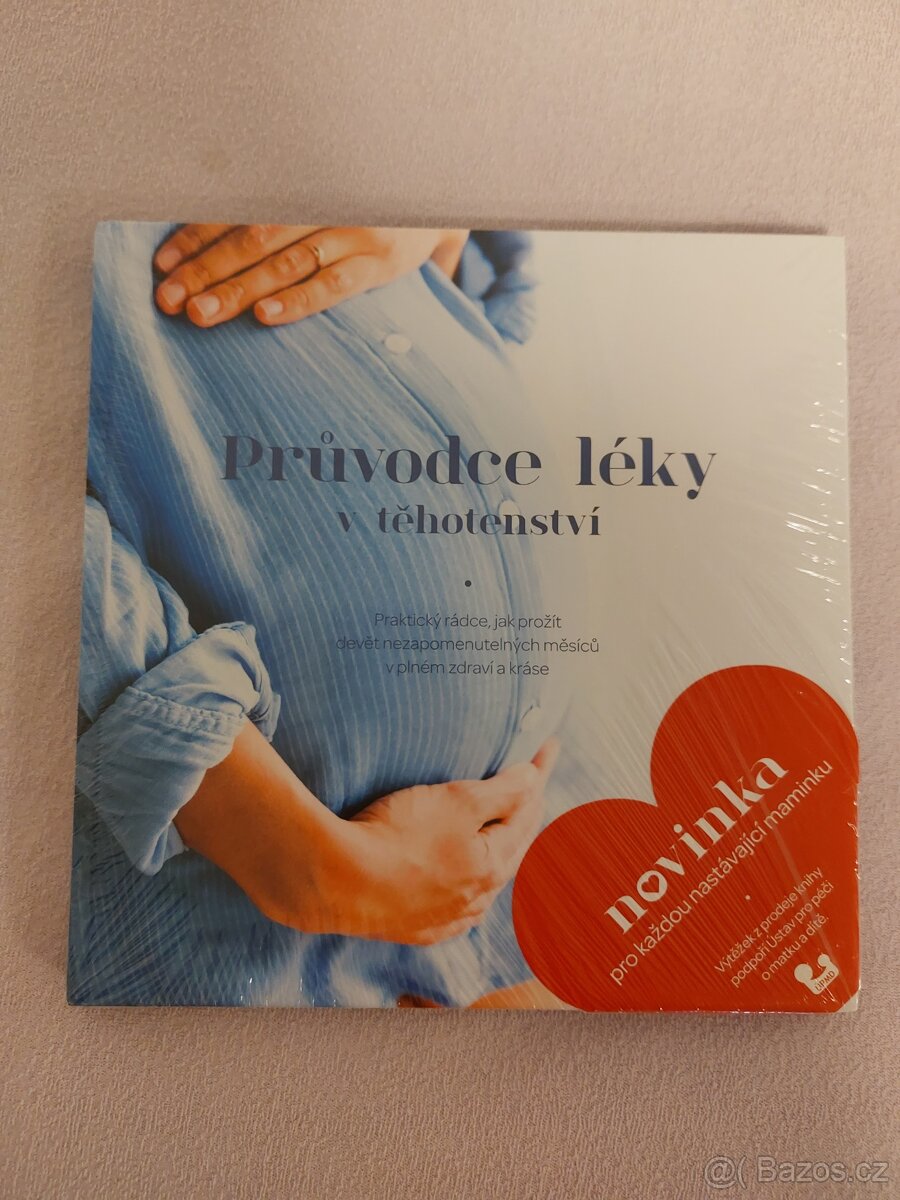 Průvodce léky
v těhotenství
•
Praktický rádce, jak prožít
devět nezapomenutelných měsíců
v plném zdraví a kráse
novinka
pro každou nastávající maminku
•
Výtěžek z prodeje knihy
podpoří Ústav pro péči
o matku a dítě.
ÚPMD
@( Bazos.cz